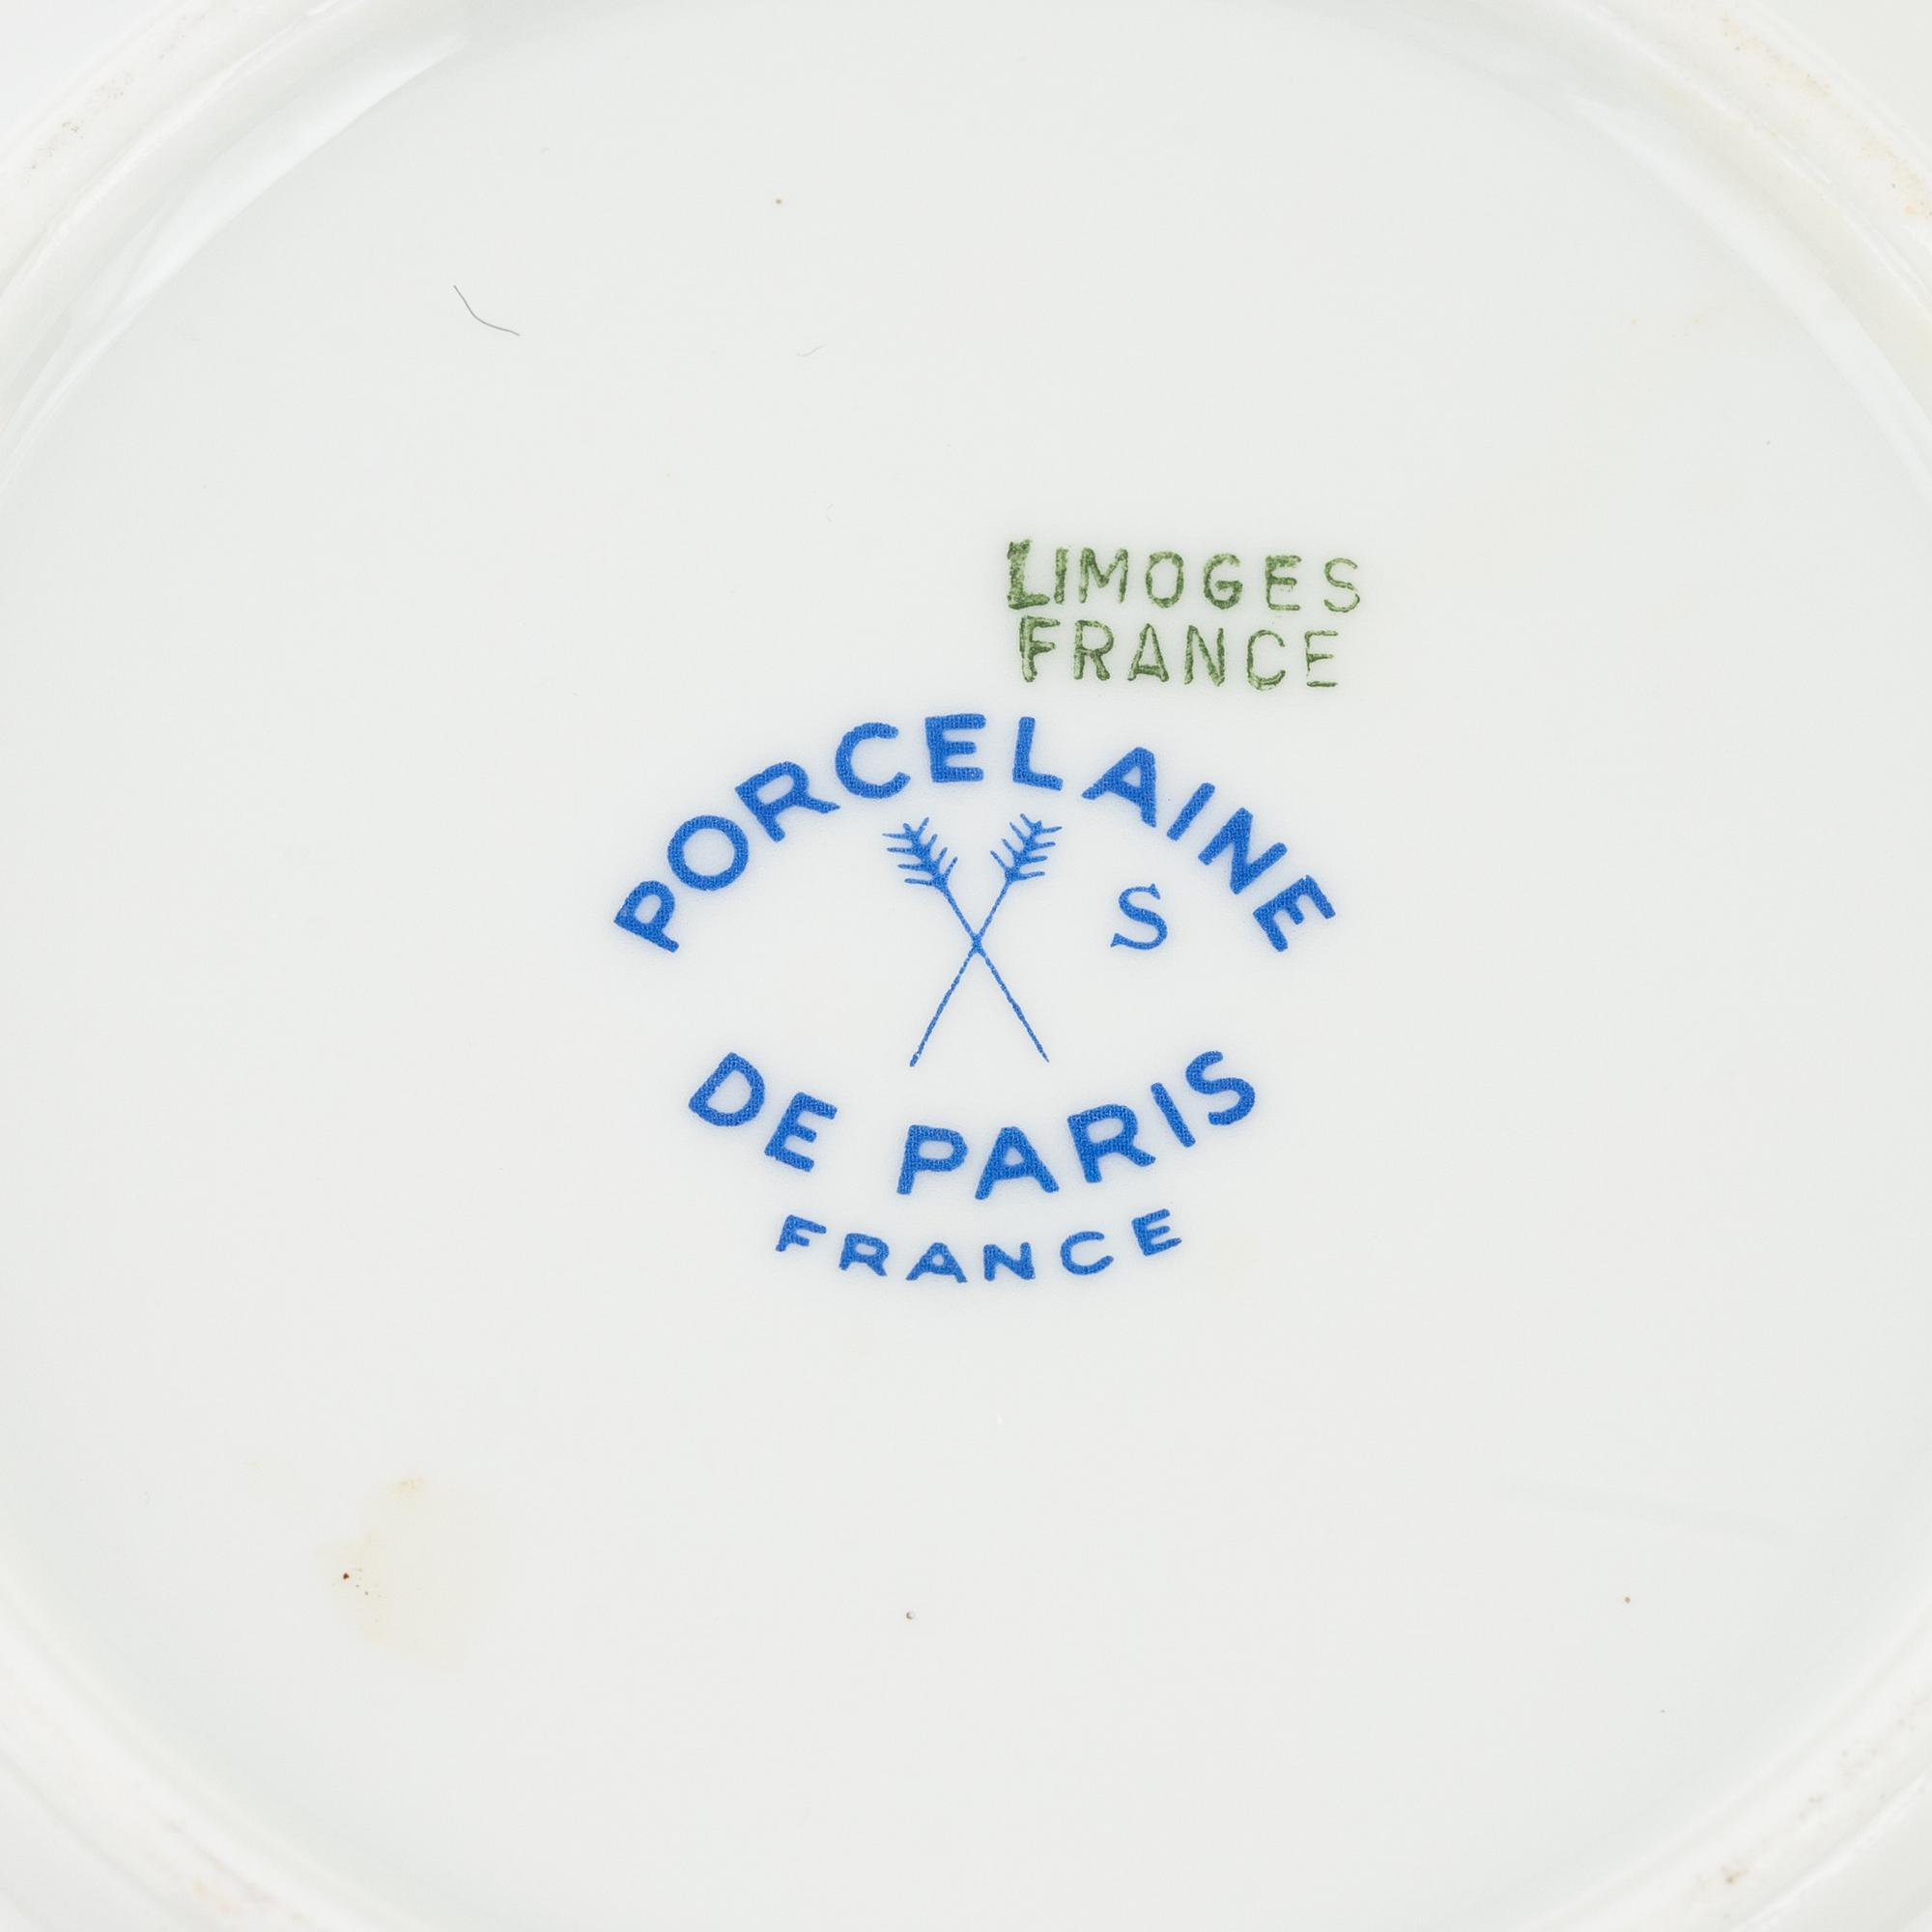 LIMOGES
FRANCE
PORCELAINE
S
DE PARIS
FRANCE